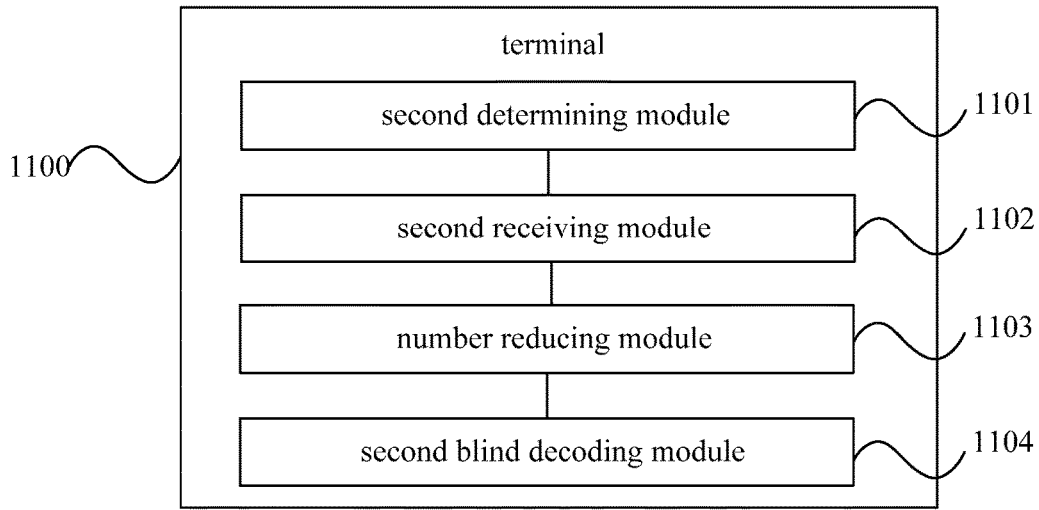 terminal
second determining module
1101
1100
second receiving module
1102
number reducing module
1103
second blind decoding module
1104